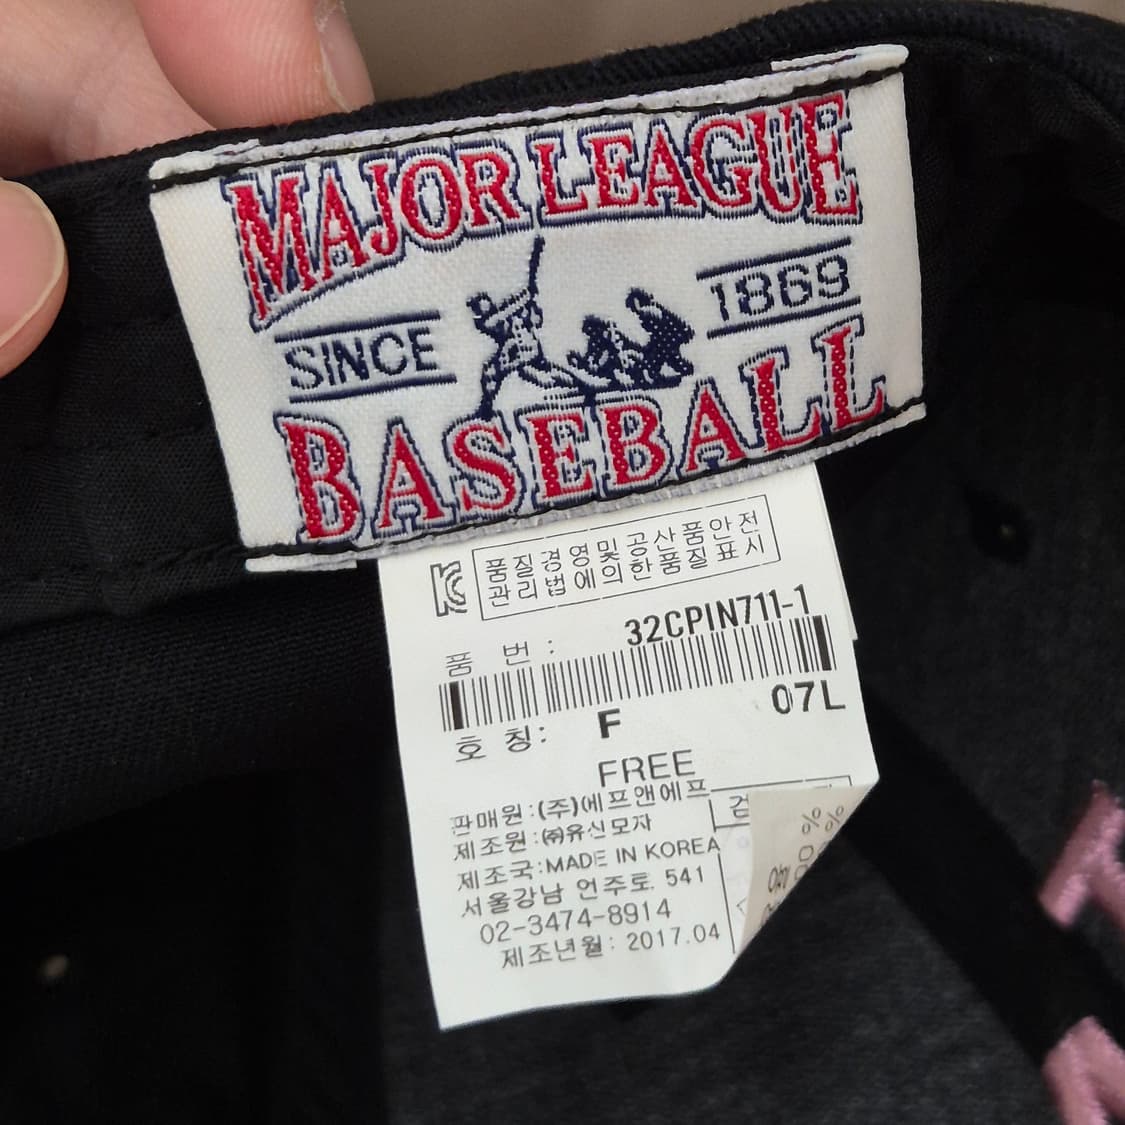 MAJOR LEAGUE
SINCE 1869
BASEBALL
품질경영및공산품안전
관리법에의한품질표시
품 번 : 32CPIN711-1
07L
호 칭: F
FREE
판매원:(주)에프앤에프
제조원:㈜유신모자
제조국:MADE IN KOREA
서울강남 언주로 541
02-3474-8914
제조년월: 2017.04
검
%
%